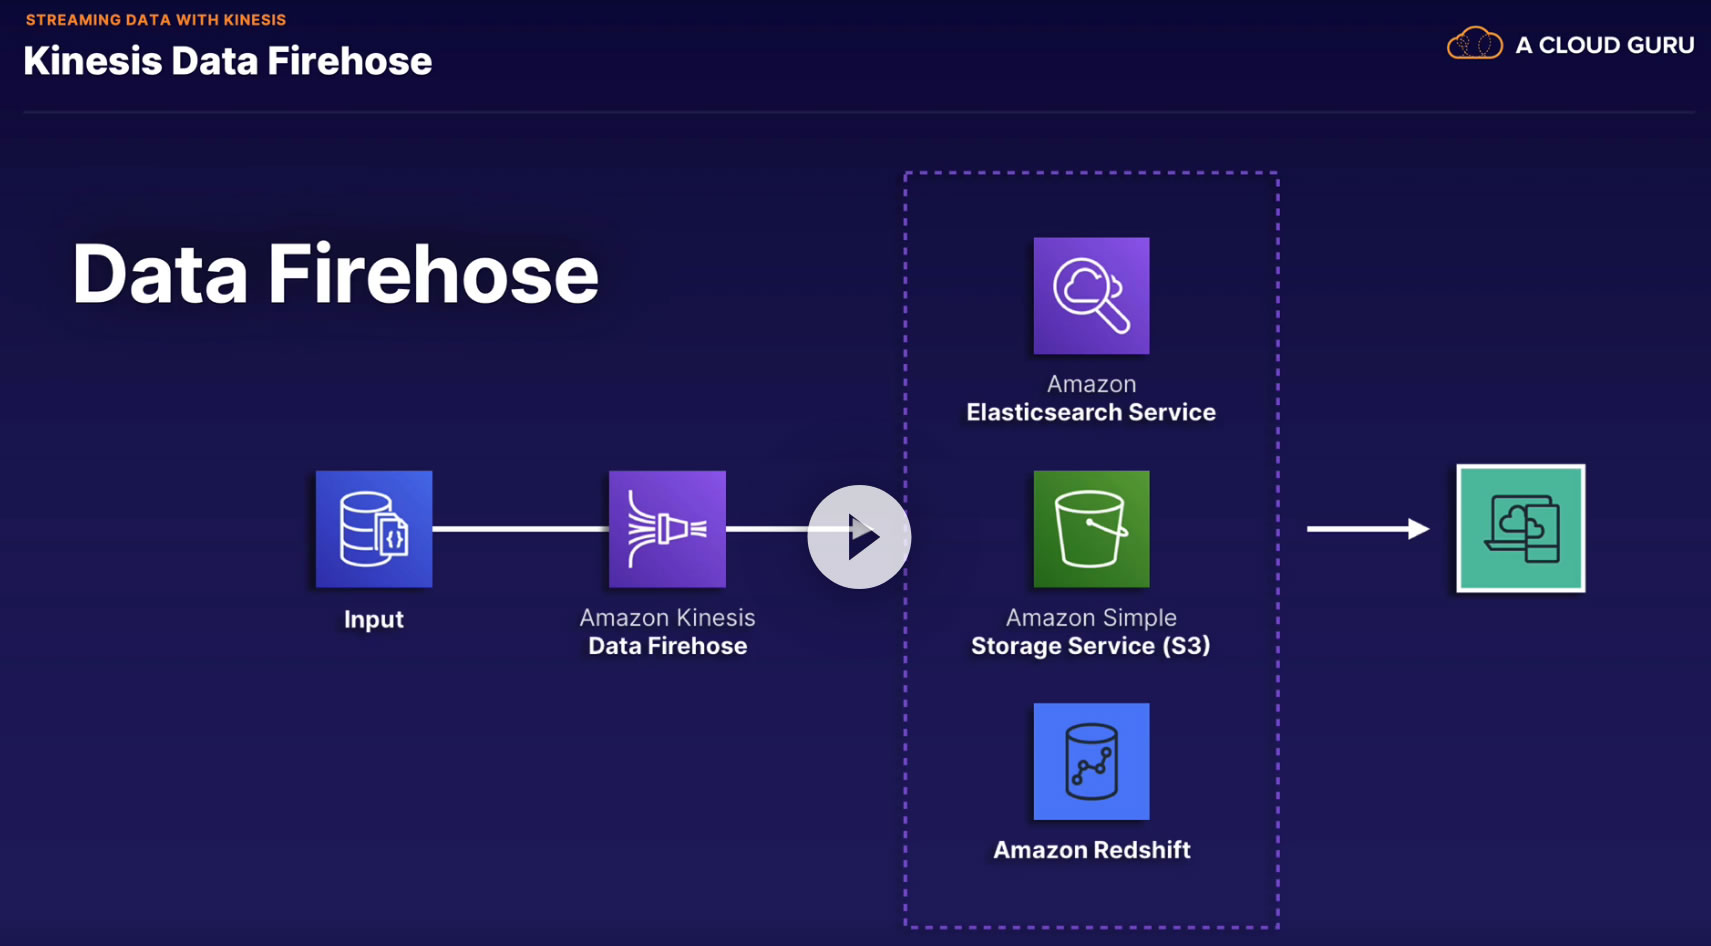 STREAMING DATA WITH KINESIS
Kinesis Data Firehose
A CLOUD GURU
Data Firehose
Amazon
Elasticsearch Service
{ }
Input
Amazon Kinesis
Data Firehose
Amazon Simple
Storage Service (S3)
Amazon Redshift